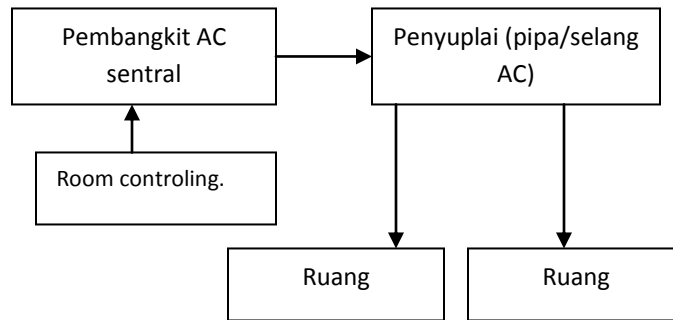 Pembangkit AC
sentral
Penyuplai (pipa/selang
AC)
Room controling.
Ruang
Ruang